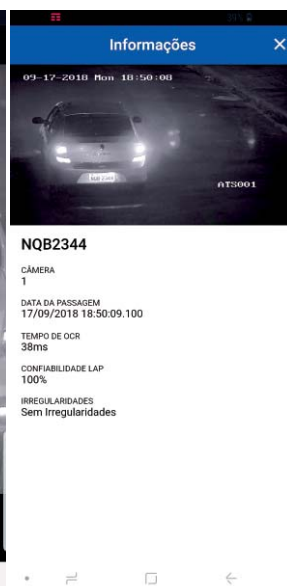 Informações
09-17-2018 Mon 18:50:08
ATS001
NQB2344
CÂMERA
1
DATA DA PASSAGEM
17/09/2018 18:50:09.100
TEMPO DE OCR
38ms
CONFIABILIDADE LAP
100%
IRREGULARIDADES
Sem Irregularidades